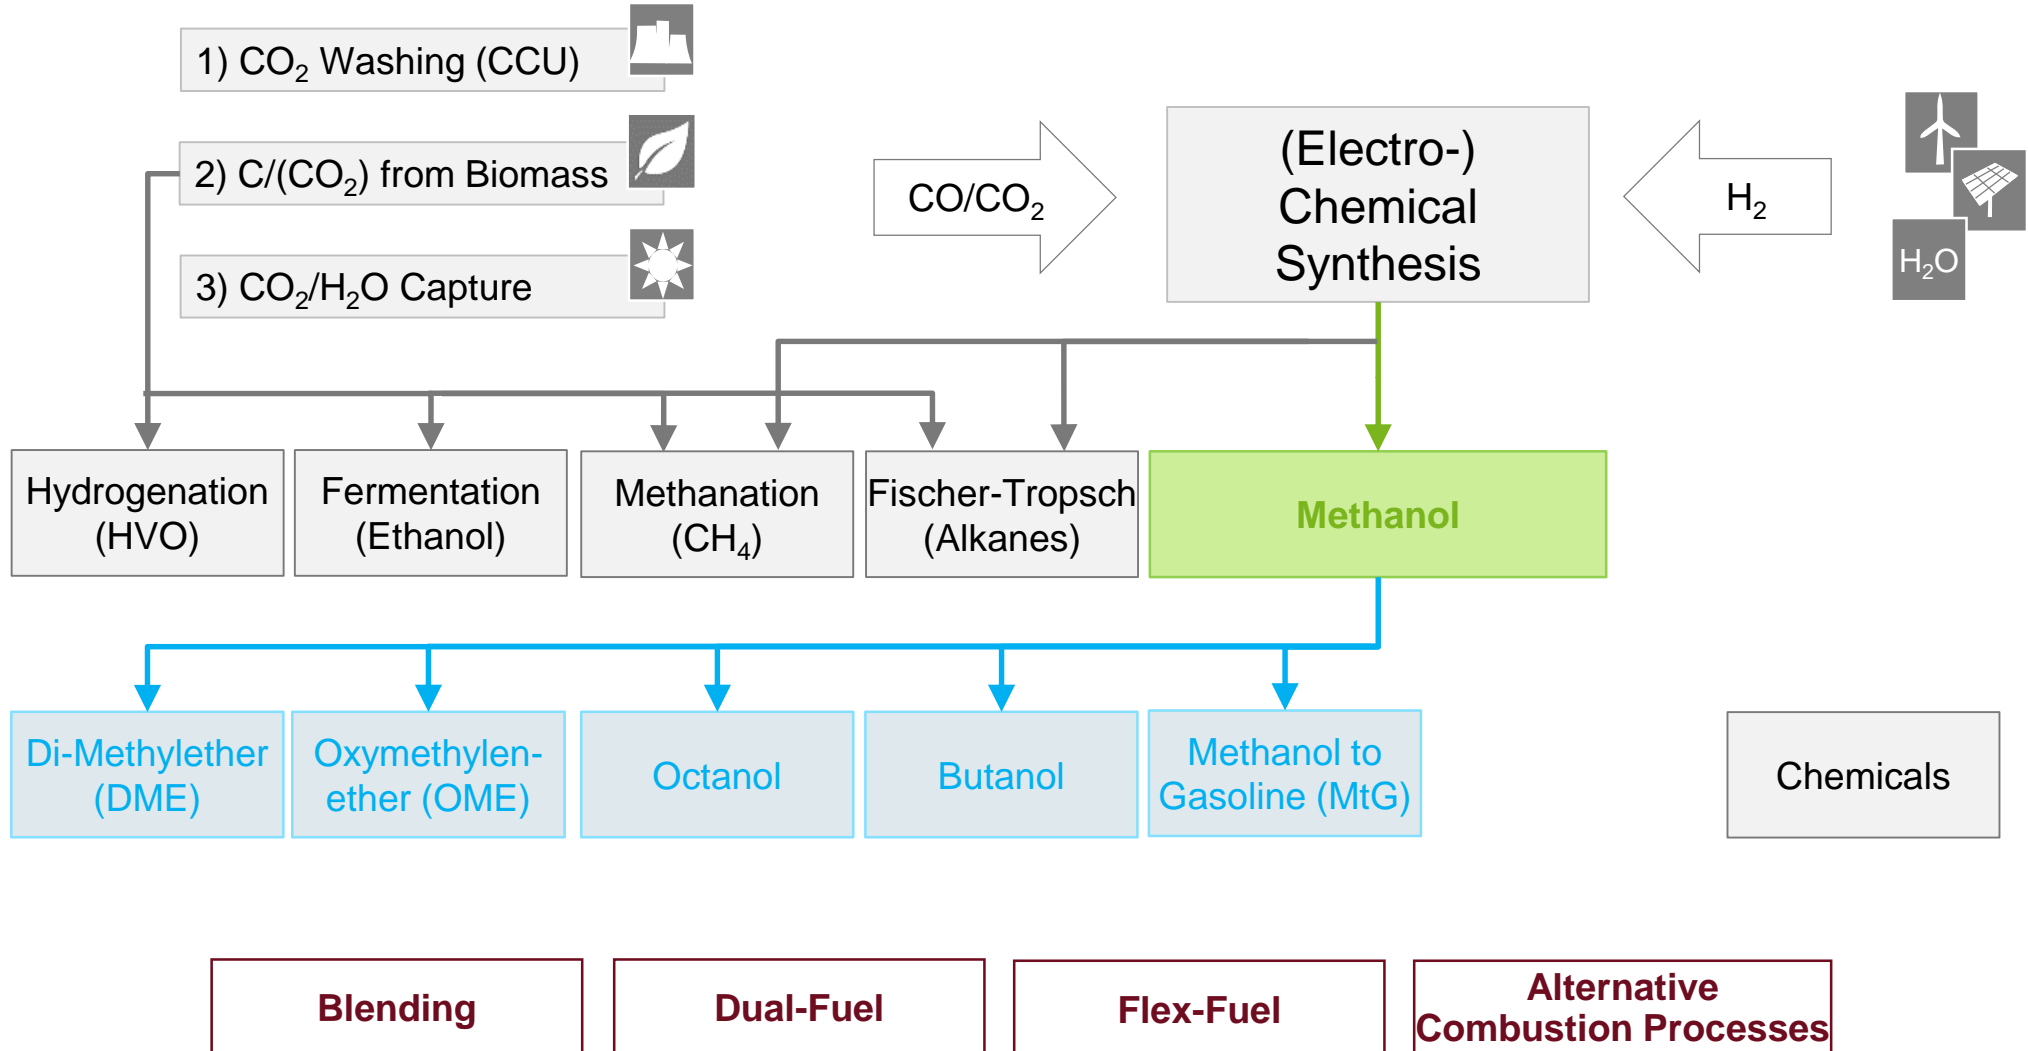 1) CO₂ Washing (CCU)
2) C/(CO₂) from Biomass
3) CO₂/H₂O Capture
CO/CO₂
(Electro-)
Chemical
Synthesis
H₂
H₂O
Hydrogenation
(HVO)
Fermentation
(Ethanol)
Methanation
(CH₄)
Fischer-Tropsch
(Alkanes)
Methanol
Di-Methylether
(DME)
Oxymethylen-
ether (OME)
Octanol
Butanol
Methanol to
Gasoline (MtG)
Chemicals
Blending
Dual-Fuel
Flex-Fuel
Alternative
Combustion Processes